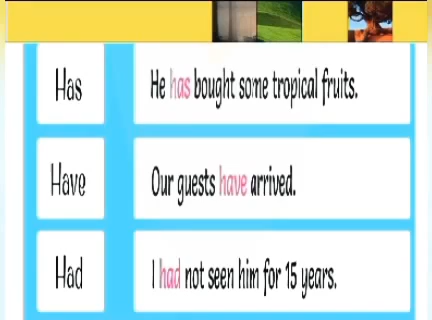 Has
He has bought some tropical fruits.
Have
Our guests have arrived.
Had
I had not seen him for 15 years.